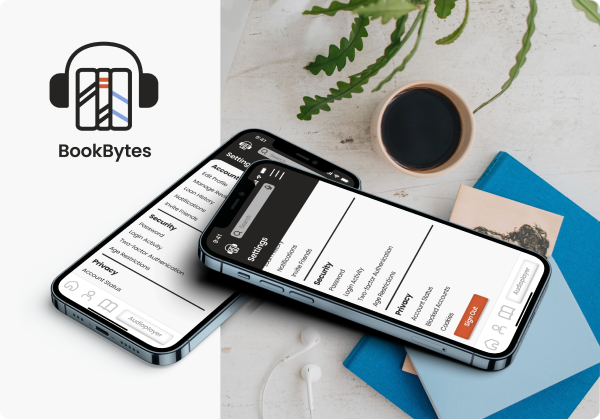 BookBytes
9:41
Settings
Account
Edit Profile
Loan History
Notifications
Invite Friends
Security
Password
Login Activity
Two-factor Authentication
Age Restrictions
Privacy
Account Status
Audioplayer
9:41
Search
Settings
Notifications
Invite Friends
Security
Password
Login Activity
Two-factor Authentication
Age Restrictions
Privacy
Account Status
Blocked Accounts
Cookies
Sign Out
Audioplayer